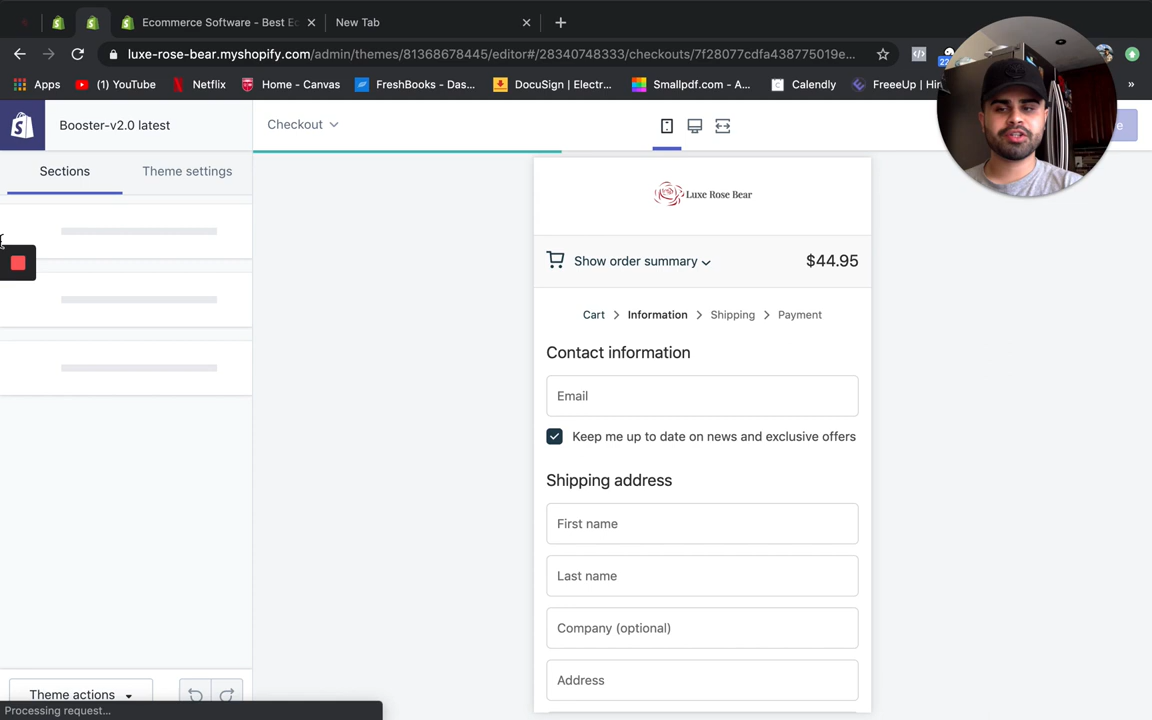 Ecommerce Software - Best Ec
New Tab
luxe-rose-bear.myshopify.com/admin/themes/81368678445/editor#/28340748333/checkouts/7f28077cdfa438775019e...
Apps
(1) YouTube
Netflix
Home - Canvas
FreshBooks - Das...
DocuSign | Electr...
Smallpdf.com - A...
Calendly
FreeeUp | Hir
»
22
Booster-v2.0 latest
Checkout
e
Sections
Theme settings
Luxe Rose Bear
Show order summary
$44.95
Cart > Information > Shipping > Payment
Contact information
Email
Keep me up to date on news and exclusive offers
Shipping address
First name
Last name
Company (optional)
Address
Theme actions
Processing request...